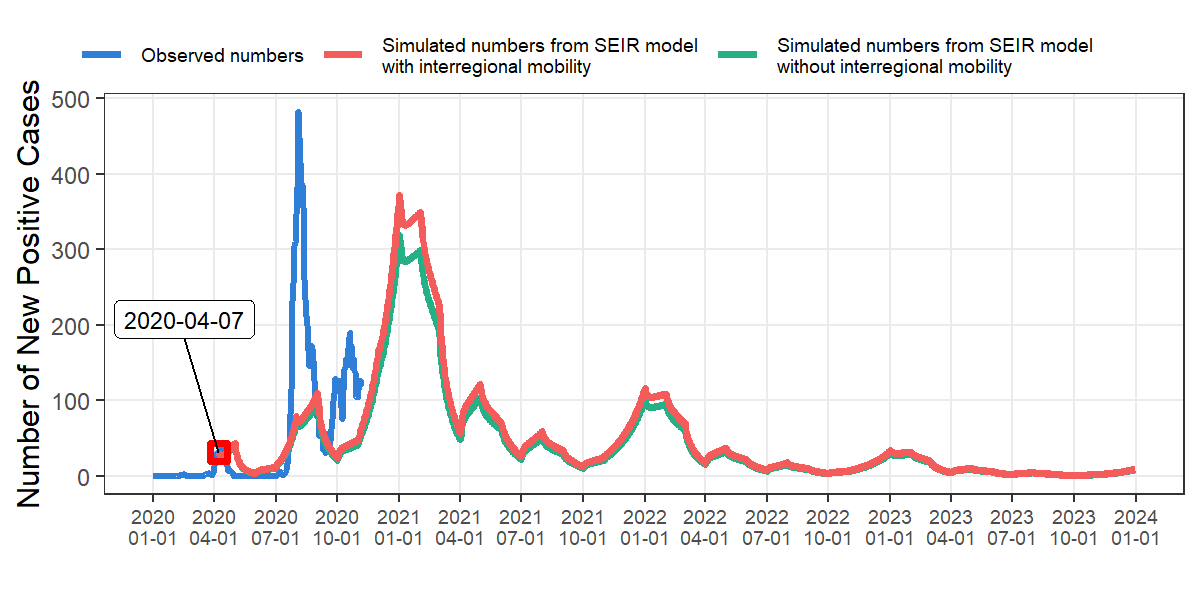 Observed numbers
Simulated numbers from SEIR model
with interregional mobility
Simulated numbers from SEIR model
without interregional mobility
Number of New Positive Cases
500
400
300
200
100
0
2020-04-07
2020 2020 2020 2020 2021 2021 2021 2021 2022 2022 2022 2022 2023 2023 2023 2023 2024
01-01 04-01 07-01 10-01 01-01 04-01 07-01 10-01 01-01 04-01 07-01 10-01 01-01 04-01 07-01 10-01 01-01